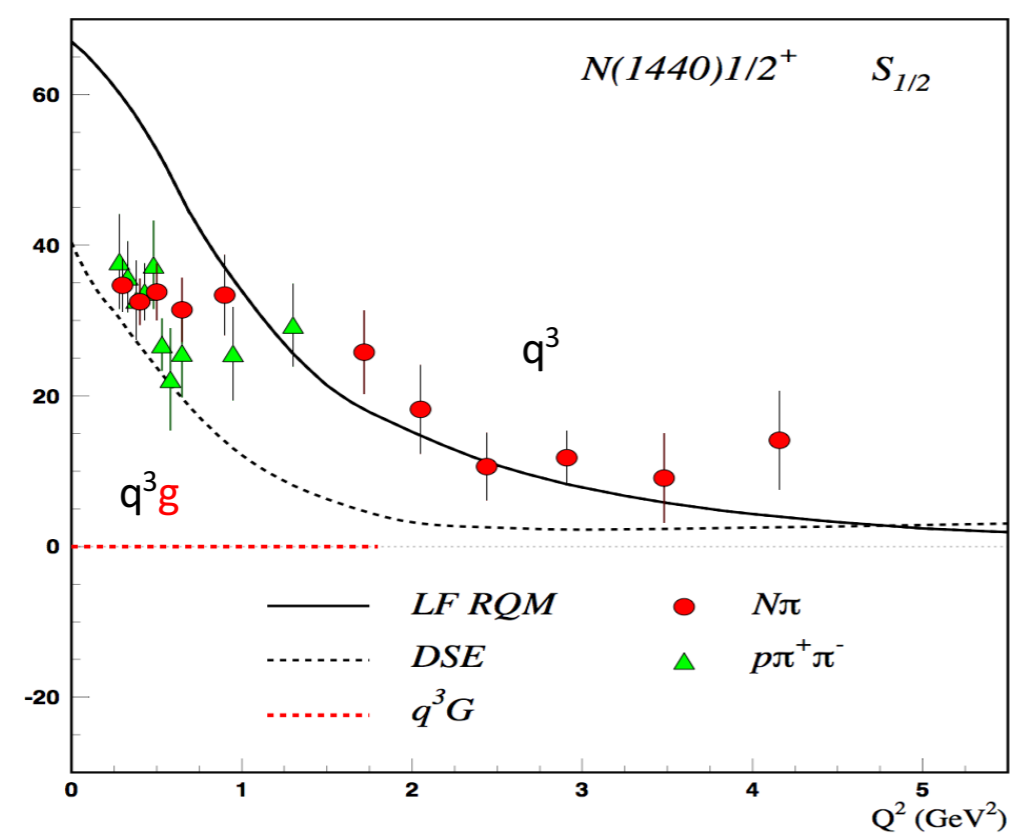 N(1440)1/2⁺ S₁/₂
60
40
q³
20
q³g
0
LF RQM Nπ
DSE pπ⁺π⁻
q³G
-20
0 1 2 3 4 5
Q² (GeV²)